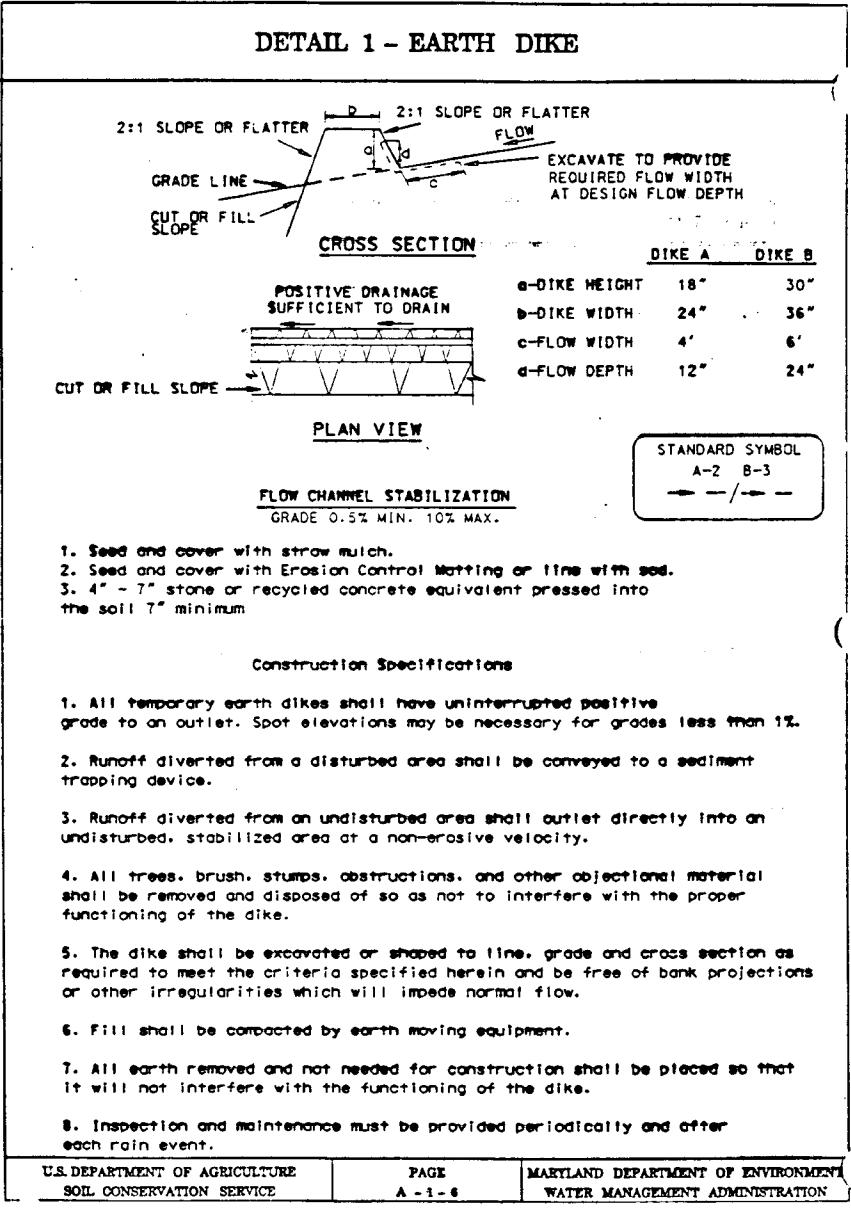 DETAIL 1 - EARTH DIKE
b
2:1 SLOPE OR FLATTER
2:1 SLOPE OR FLATTER
FLOW
a
d
c
GRADE LINE
EXCAVATE TO PROVIDE
REQUIRED FLOW WIDTH
AT DESIGN FLOW DEPTH
CUT OR FILL
SLOPE
CROSS SECTION
DIKE A DIKE B
a-DIKE HEIGHT 18" 30"
b-DIKE WIDTH 24" 36"
c-FLOW WIDTH 4' 6'
d-FLOW DEPTH 12" 24"
POSITIVE DRAINAGE
SUFFICIENT TO DRAIN
CUT OR FILL SLOPE
PLAN VIEW
STANDARD SYMBOL
A-2 B-3
FLOW CHANNEL STABILIZATION
GRADE 0.5% MIN. 10% MAX.
1. Seed and cover with straw mulch.
2. Seed and cover with Erosion Control Matting or line with sod.
3. 4" ~ 7" stone or recycled concrete equivalent pressed into
the soil 7" minimum
Construction Specifications
1. All temporary earth dikes shall have uninterrupted positive
grade to an outlet. Spot elevations may be necessary for grades less than 1%.
2. Runoff diverted from a disturbed area shall be conveyed to a sediment
trapping device.
3. Runoff diverted from an undisturbed area shall outlet directly into an
undisturbed. stabilized area at a non-erosive velocity.
4. All trees. brush. stumps. obstructions. and other objectional material
shall be removed and disposed of so as not to interfere with the proper
functioning of the dike.
5. The dike shall be excavated or shaped to line. grade and cross section as
required to meet the criteria specified herein and be free of bank projections
or other irregularities which will impede normal flow.
6. Fill shall be compacted by earth moving equipment.
7. All earth removed and not needed for construction shall be placed so that
it will not interfere with the functioning of the dike.
8. Inspection and maintenance must be provided periodically and after
each rain event.
U.S. DEPARTMENT OF AGRICULTURE
SOIL CONSERVATION SERVICE
PAGE
A - 1 - 6
MARYLAND DEPARTMENT OF ENVIRONMENT
WATER MANAGEMENT ADMINISTRATION